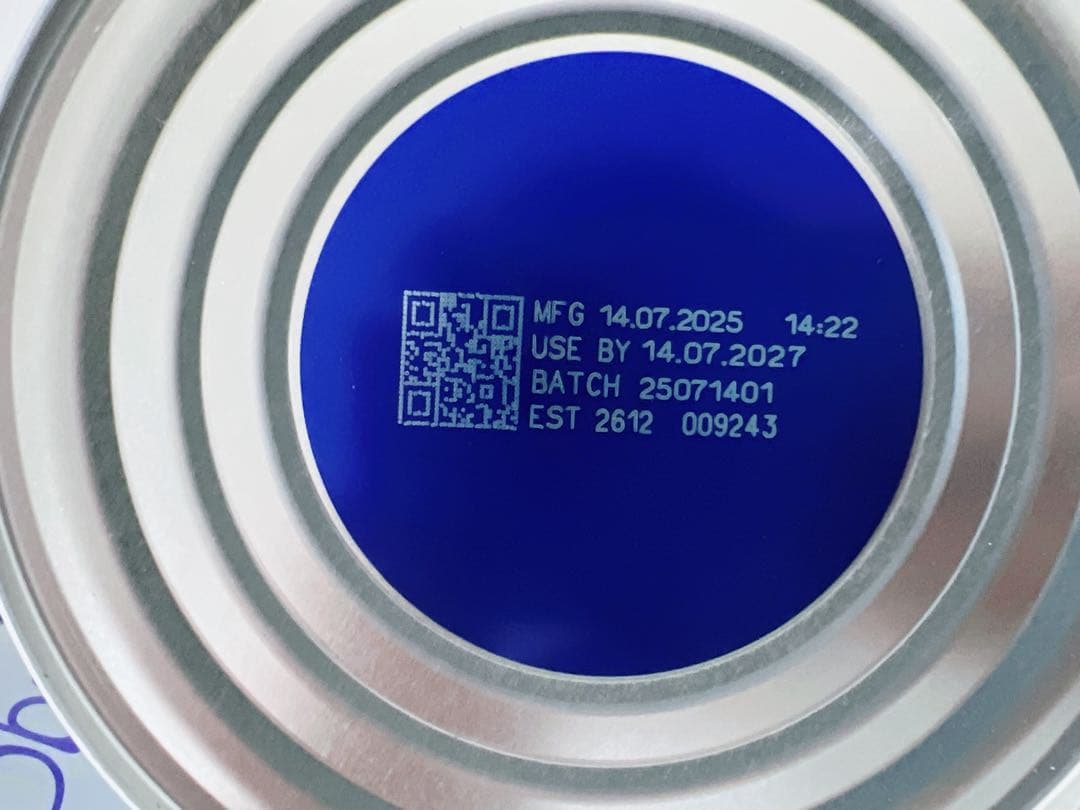 MFG 14.07.2025 14:22
USE BY 14.07.2027
BATCH 25071401
EST 2612 009243